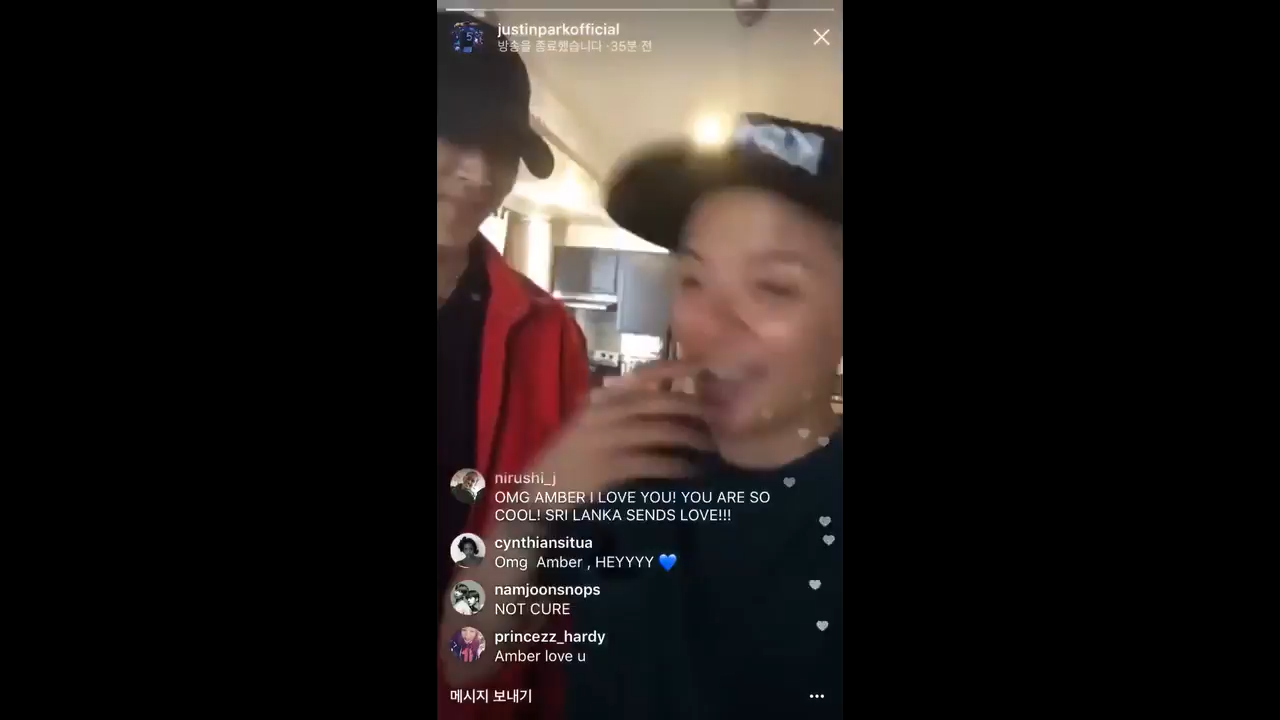 justinparkofficial
방송을 종료했습니다 · 35분 전
nirushi_j
OMG AMBER I LOVE YOU! YOU ARE SO
COOL! SRI LANKA SENDS LOVE!!!
cynthiansitua
Omg Amber , HEYYYY 💙
namjoonsnops
NOT CURE
princezz_hardy
Amber love u
메시지 보내기